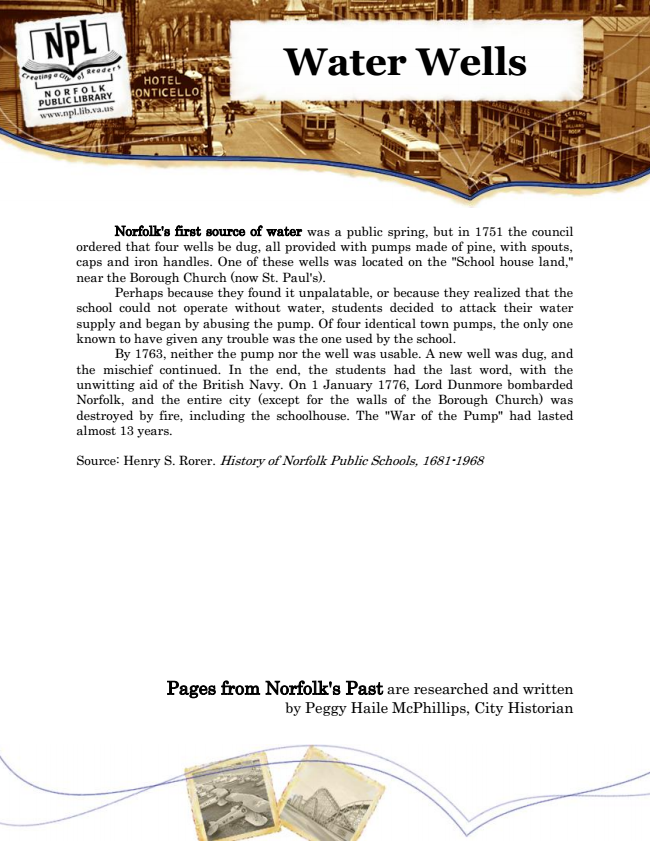 NPL
Creating a City of Readers
NORFOLK
PUBLIC LIBRARY
www.npl.lib.va.us
HOTEL
MONTICELLO
Water Wells
Norfolk's first source of water was a public spring, but in 1751 the council
ordered that four wells be dug, all provided with pumps made of pine, with spouts,
caps and iron handles. One of these wells was located on the "School house land,"
near the Borough Church (now St. Paul's).
Perhaps because they found it unpalatable, or because they realized that the
school could not operate without water, students decided to attack their water
supply and began by abusing the pump. Of four identical town pumps, the only one
known to have given any trouble was the one used by the school.
By 1763, neither the pump nor the well was usable. A new well was dug, and
the mischief continued. In the end, the students had the last word, with the
unwitting aid of the British Navy. On 1 January 1776, Lord Dunmore bombarded
Norfolk, and the entire city (except for the walls of the Borough Church) was
destroyed by fire, including the schoolhouse. The "War of the Pump" had lasted
almost 13 years.
Source: Henry S. Rorer. History of Norfolk Public Schools, 1681-1968
Pages from Norfolk's Past are researched and written
by Peggy Haile McPhillips, City Historian